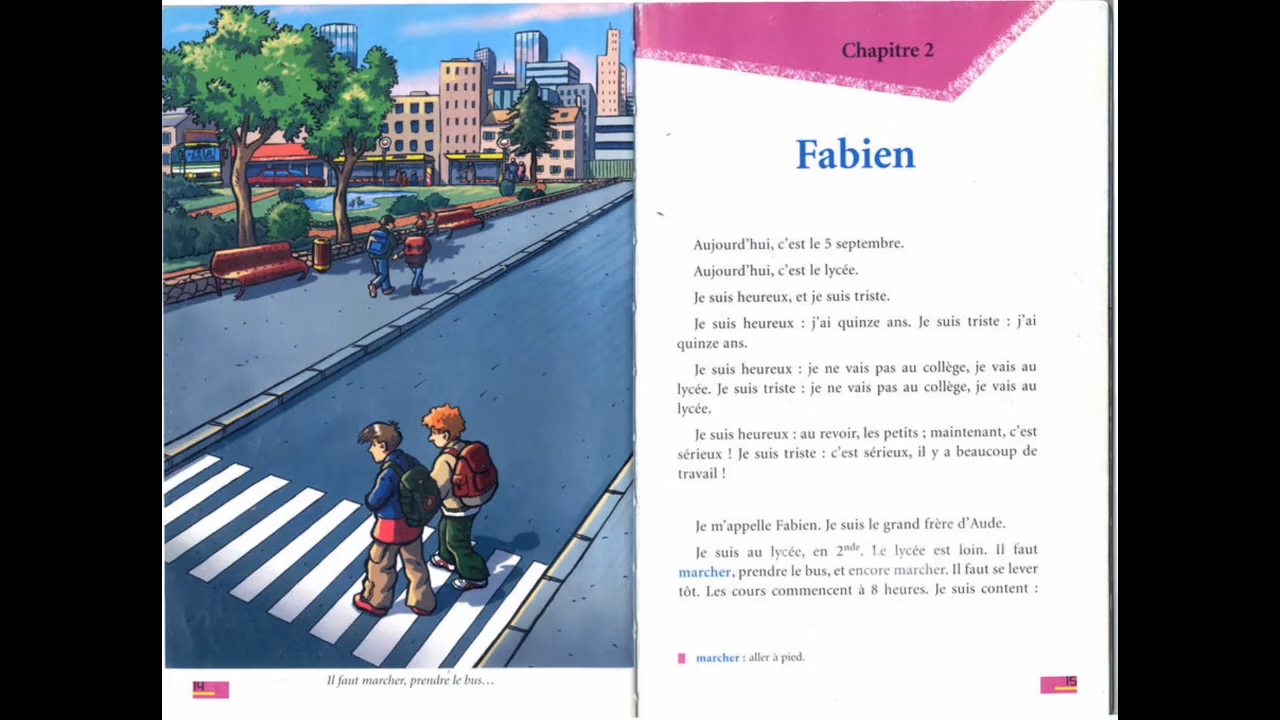 Il faut marcher, prendre le bus...
14
Chapitre 2
Fabien
Aujourd'hui, c'est le 5 septembre.
Aujourd'hui, c'est le lycée.
Je suis heureux, et je suis triste.
Je suis heureux : j'ai quinze ans. Je suis triste : j'ai
quinze ans.
Je suis heureux : je ne vais pas au collège, je vais au
lycée. Je suis triste : je ne vais pas au collège, je vais au
lycée.
Je suis heureux : au revoir, les petits ; maintenant, c'est
sérieux ! Je suis triste : c'est sérieux, il y a beaucoup de
travail !
Je m'appelle Fabien. Je suis le grand frère d'Aude.
Je suis au lycée, en 2nde. Le lycée est loin. Il faut
marcher, prendre le bus, et encore marcher. Il faut se lever
tôt. Les cours commencent à 8 heures. Je suis content :
marcher : aller à pied.
15